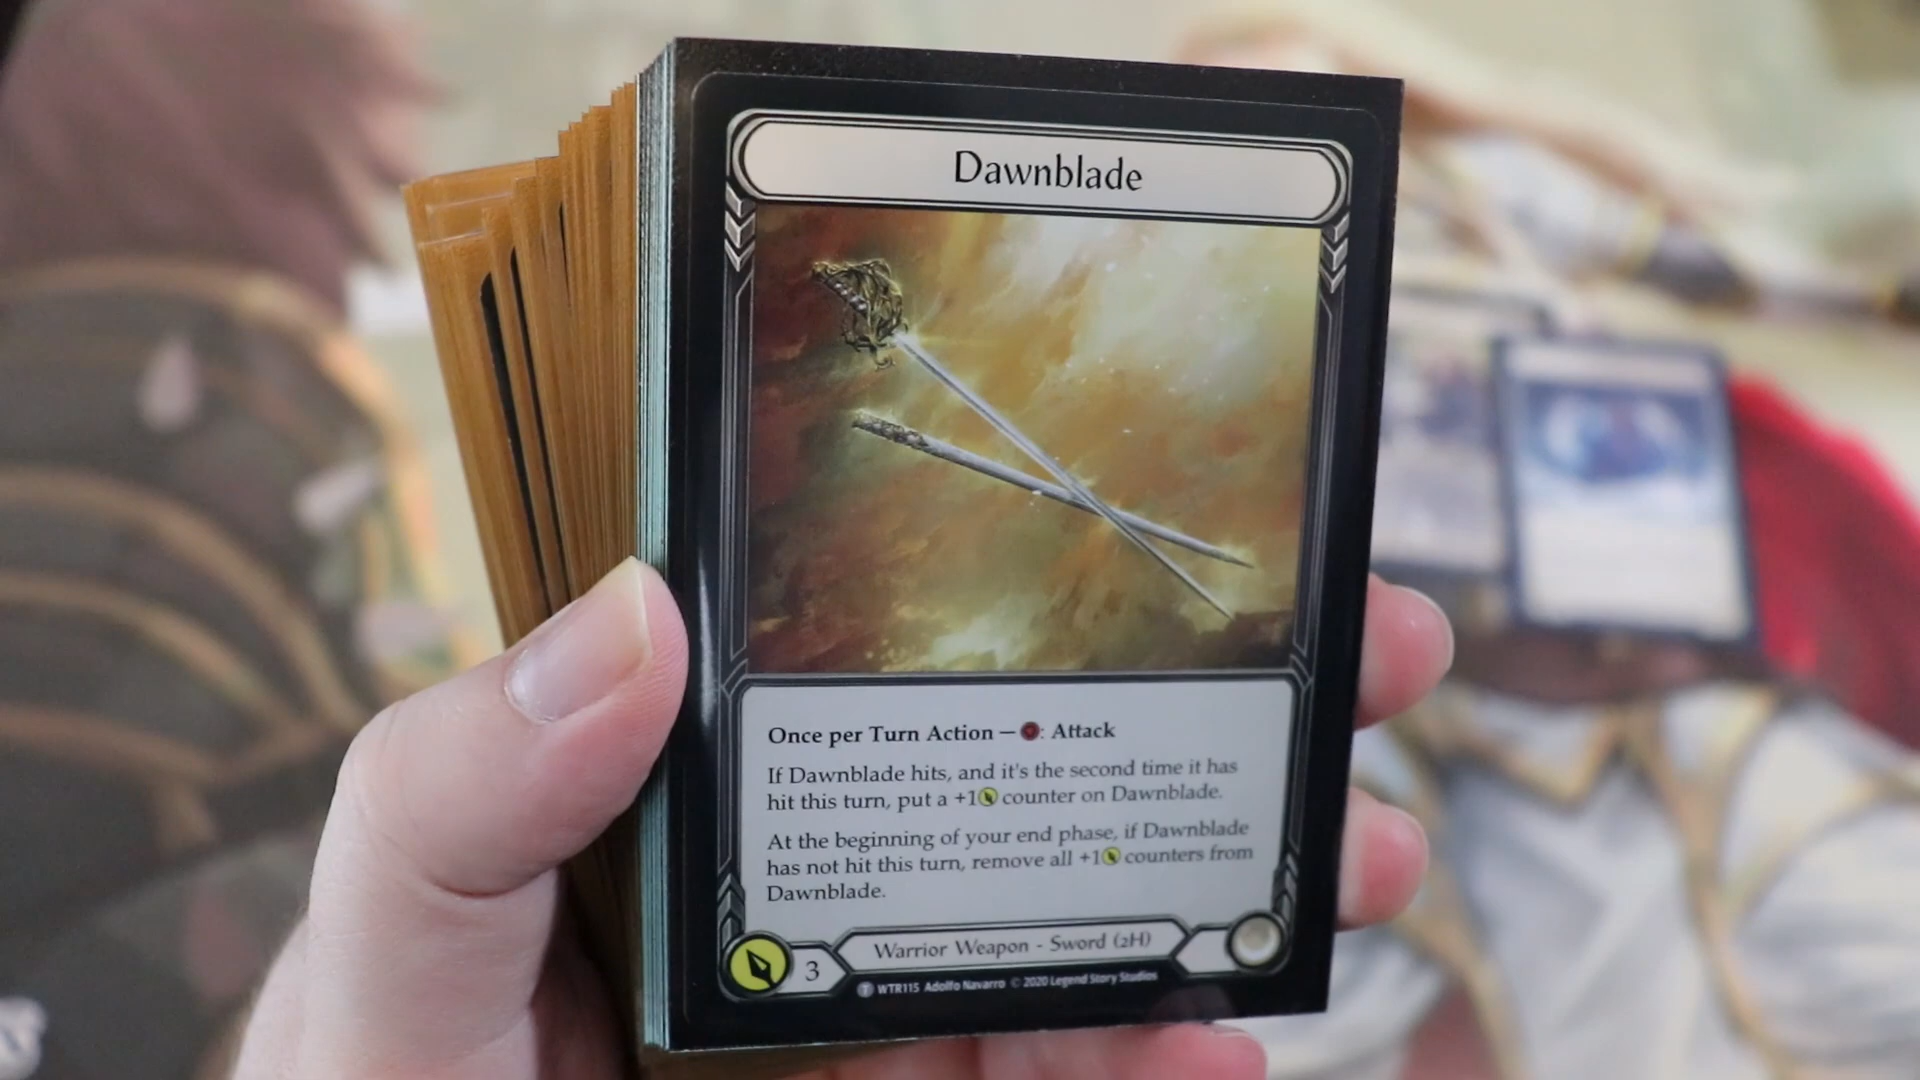 Dawnblade
Once per Turn Action — : Attack
If Dawnblade hits, and it's the second time it has
hit this turn, put a +1 counter on Dawnblade.
At the beginning of your end phase, if Dawnblade
has not hit this turn, remove all +1 counters from
Dawnblade.
3
Warrior Weapon - Sword (2H)
T WTR115 Adolfo Navarro © 2020 Legend Story Studios